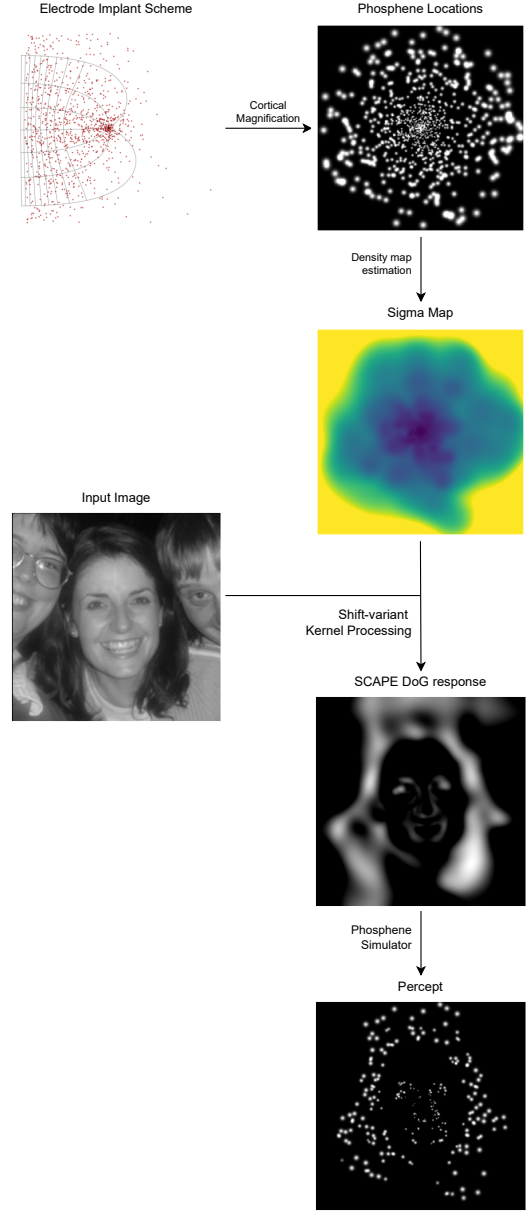 Electrode Implant Scheme
Phosphene Locations
Cortical
Magnification
Density map
estimation
Sigma Map
Input Image
Shift-variant
Kernel Processing
SCAPE DoG response
Phosphene
Simulator
Percept